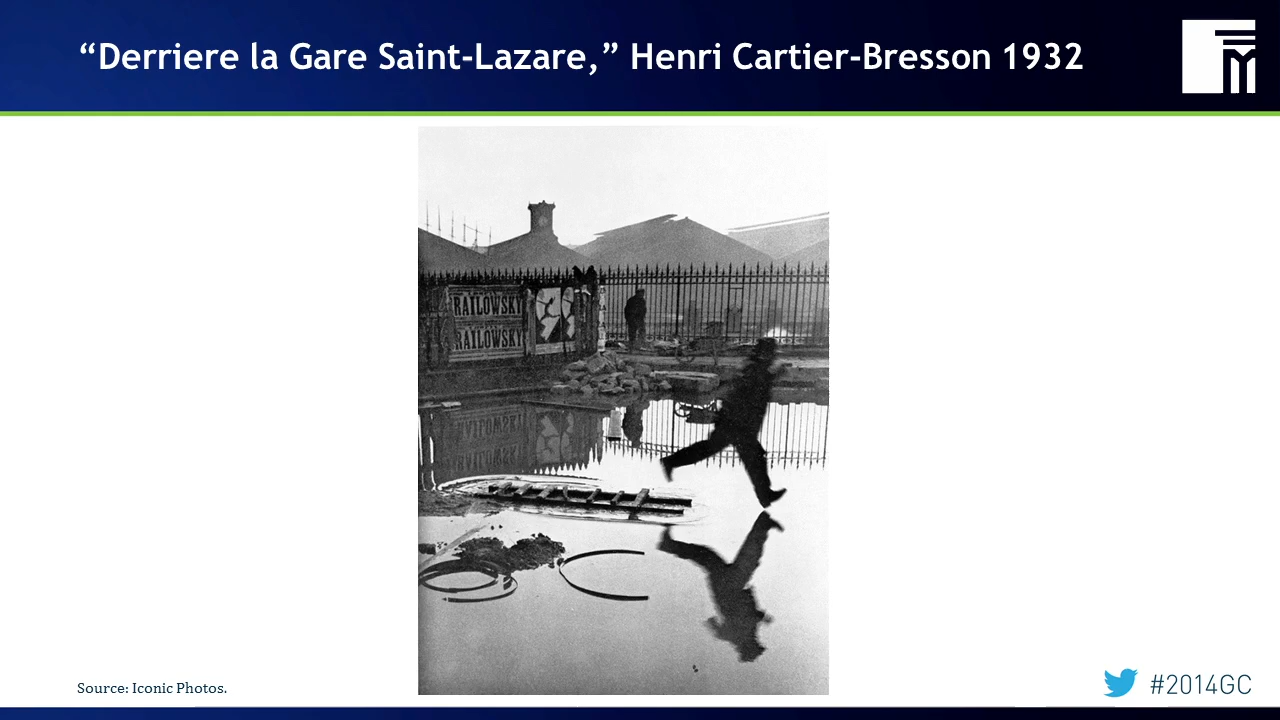 “Derriere la Gare Saint-Lazare,” Henri Cartier-Bresson 1932
RAILOWSKY
RAILOWSKY
Source: Iconic Photos.
#2014GC